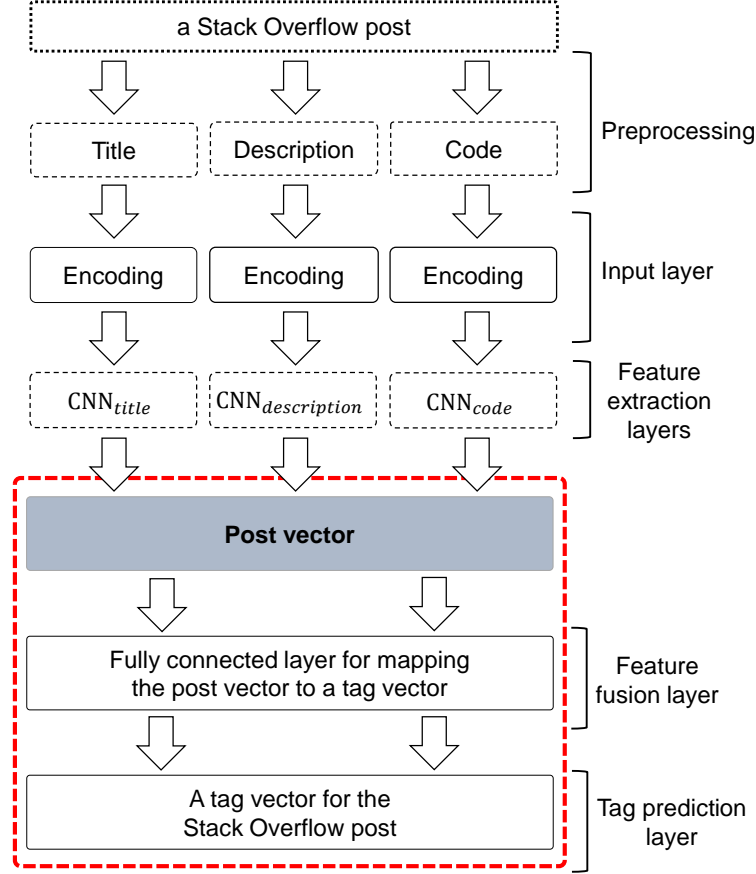 a Stack Overflow post
Preprocessing
Title
Description
Code
Encoding
Encoding
Encoding
Input layer
CNN_title
CNN_description
CNN_code
Feature
extraction
layers
Post vector
Fully connected layer for mapping
the post vector to a tag vector
Feature
fusion layer
A tag vector for the
Stack Overflow post
Tag prediction
layer